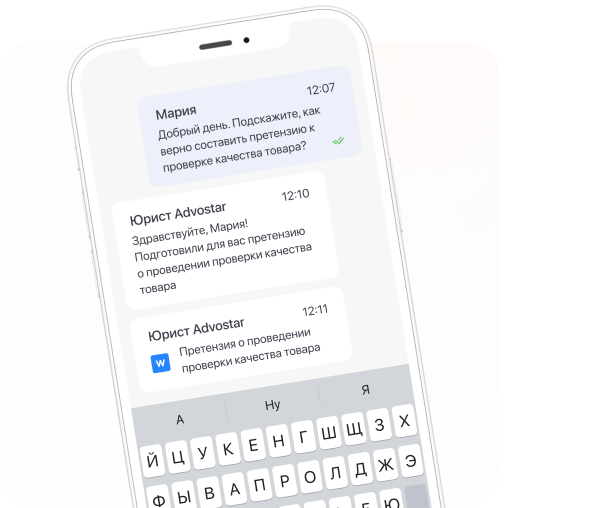 12:07
Мария
Добрый день. Подскажите, как
верно составить претензию к
проверке качества товара?
12:10
Юрист Advostar
Здравствуйте, Мария!
Подготовили для вас претензию
о проведении проверки качества
товара
12:11
Юрист Advostar
W
Претензия о проведении
проверки качества товара
А Ну Я
Й Ц У К Е Н Г Ш Щ З Х
Ф Ы В А П Р О Л Д Ж Э
Ю